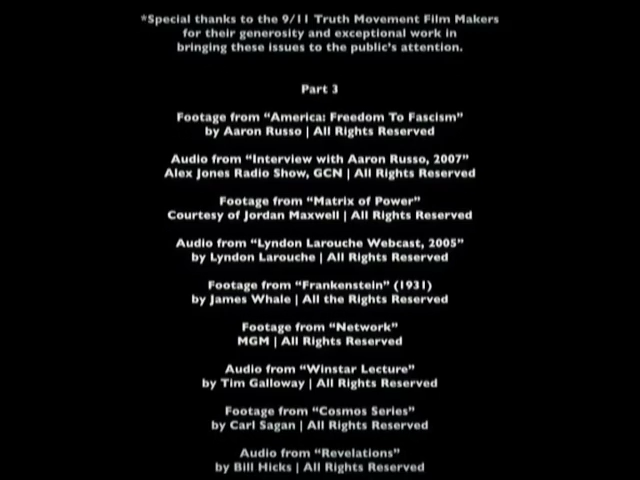 *Special thanks to the 9/11 Truth Movement Film Makers
for their generosity and exceptional work in
bringing these issues to the public's attention.
Part 3
Footage from "America: Freedom To Fascism"
by Aaron Russo | All Rights Reserved
Audio from "Interview with Aaron Russo, 2007"
Alex Jones Radio Show, GCN | All Rights Reserved
Footage from "Matrix of Power"
Courtesy of Jordan Maxwell | All Rights Reserved
Audio from "Lyndon Larouche Webcast, 2005"
by Lyndon Larouche | All Rights Reserved
Footage from "Frankenstein" (1931)
by James Whale | All the Rights Reserved
Footage from "Network"
MGM | All Rights Reserved
Audio from "Winstar Lecture"
by Tim Galloway | All Rights Reserved
Footage from "Cosmos Series"
by Carl Sagan | All Rights Reserved
Audio from "Revelations"
by Bill Hicks | All Rights Reserved